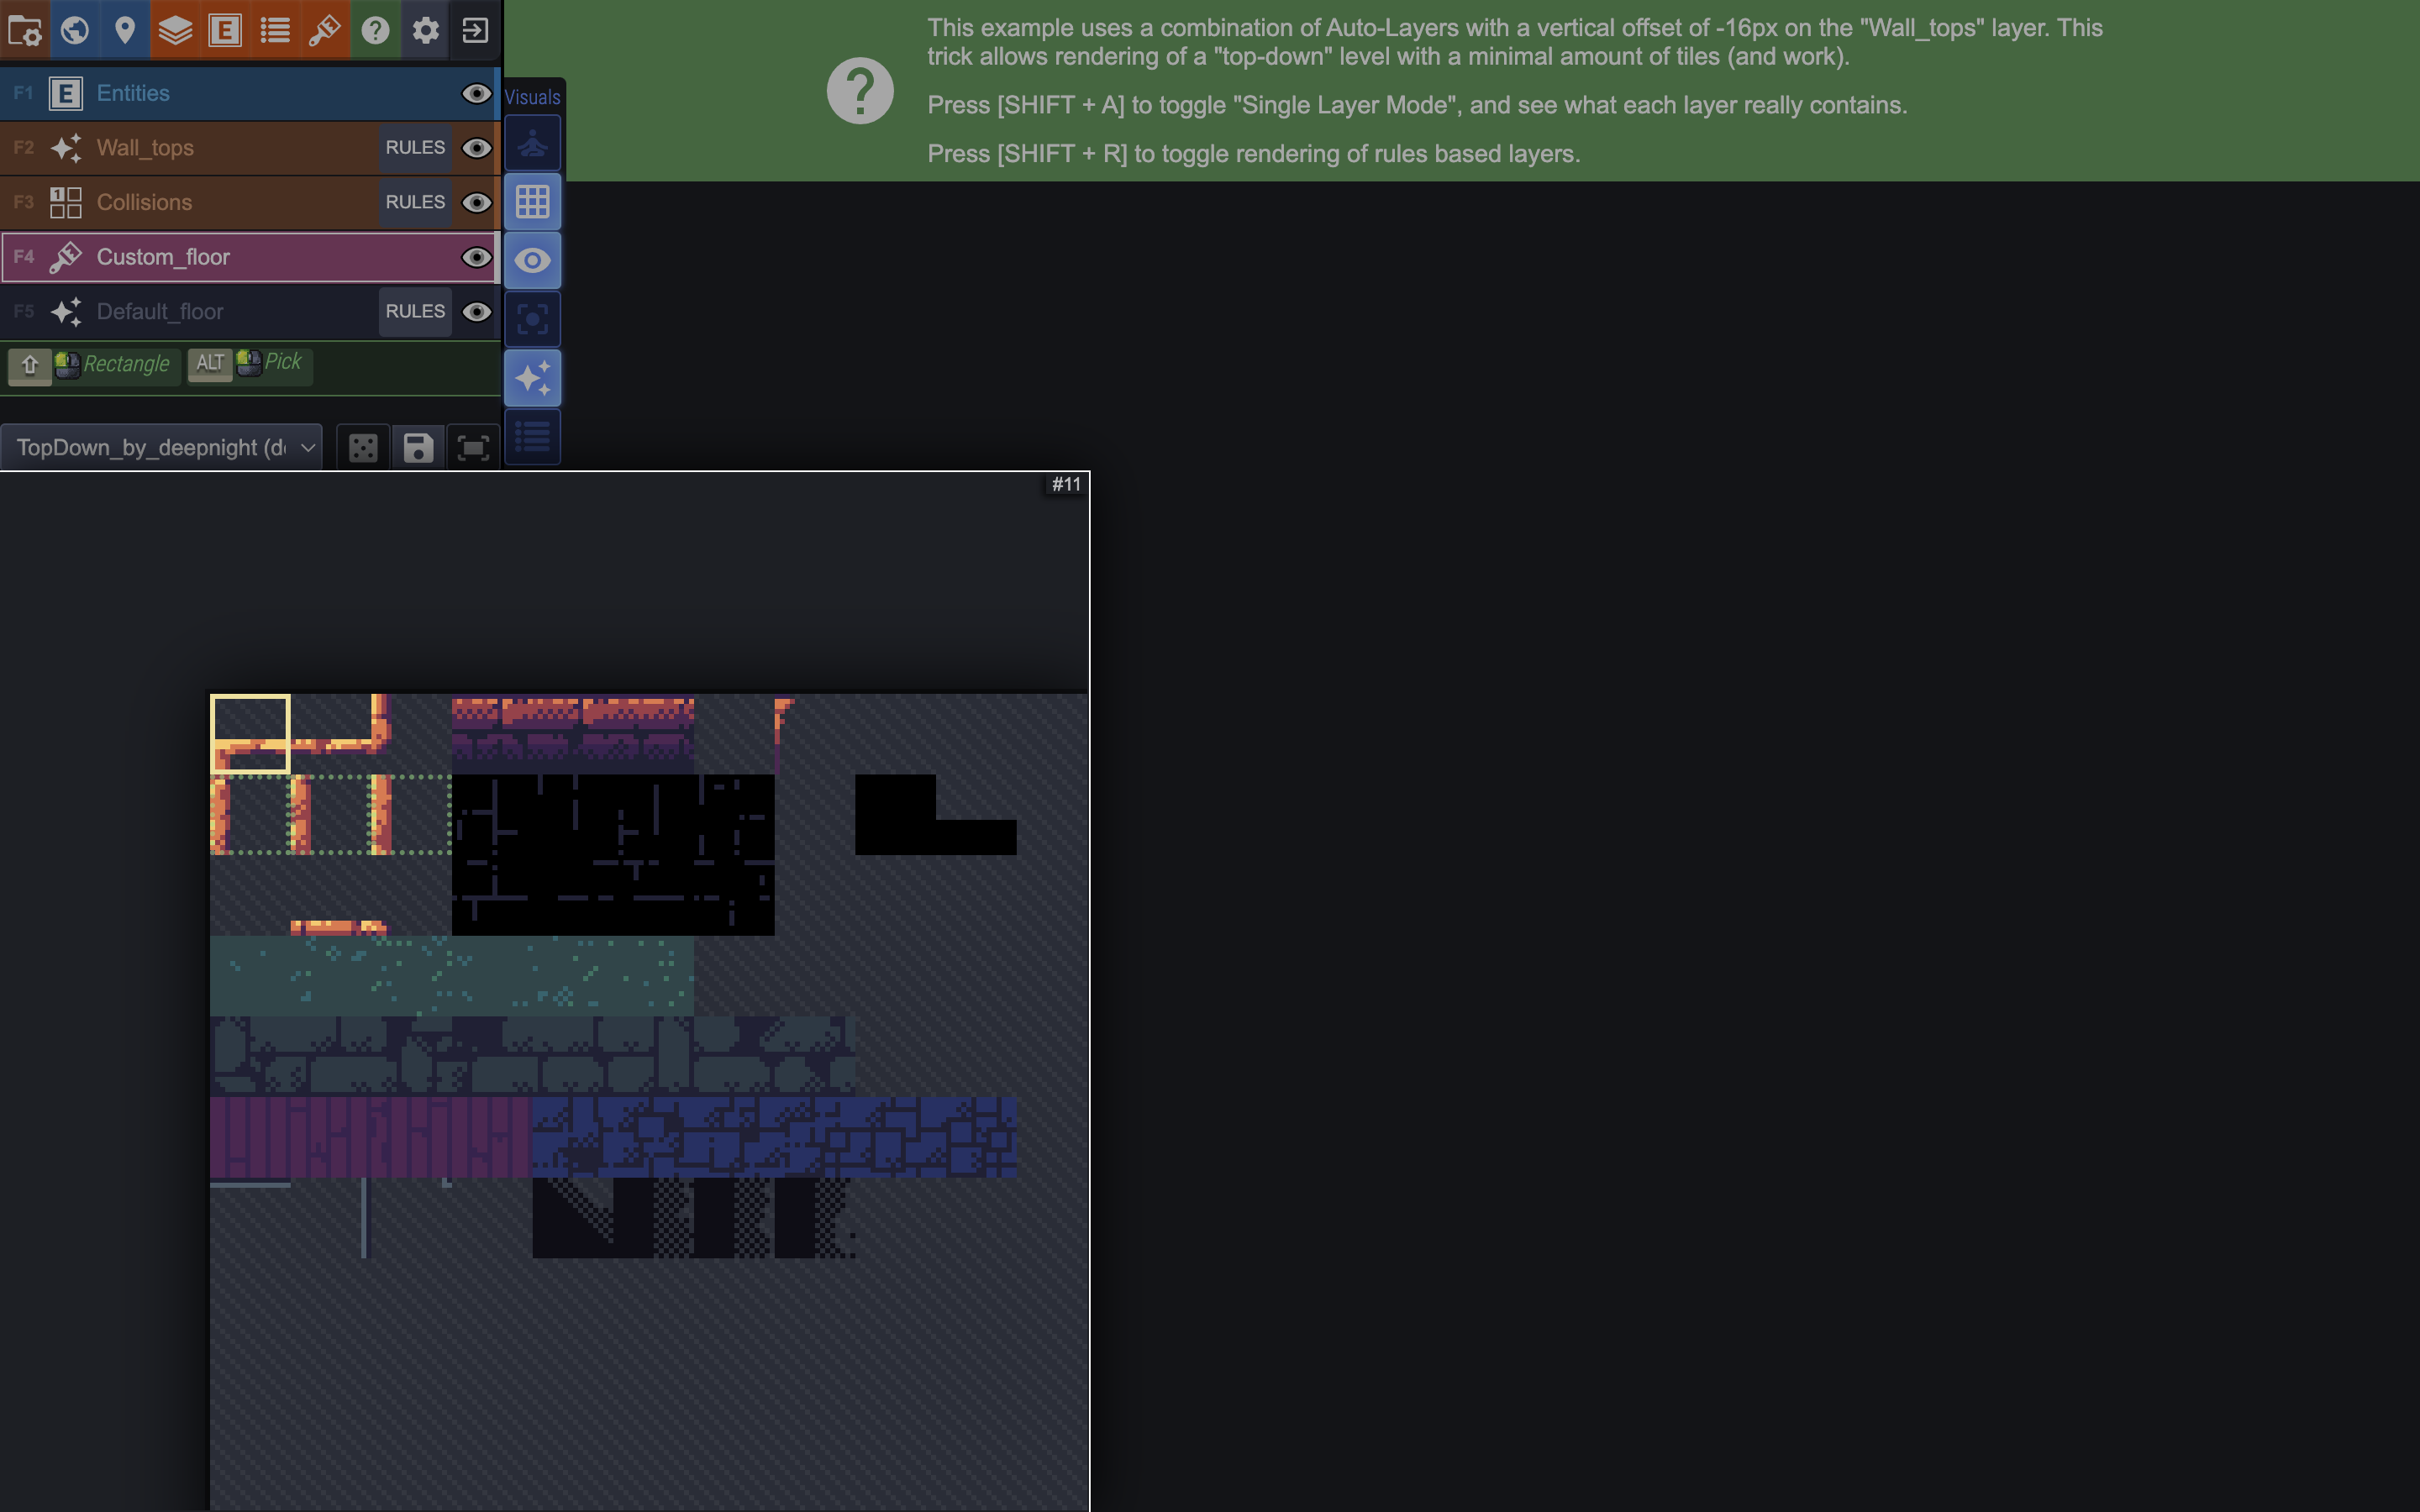 E ?
F1 E Entities
F2 Wall_tops RULES
F3 1 Collisions RULES
F4 Custom_floor
F5 Default_floor RULES
Rectangle ALT Pick
TopDown_by_deepnight (d
Visuals
?
This example uses a combination of Auto-Layers with a vertical offset of -16px on the "Wall_tops" layer. This
trick allows rendering of a "top-down" level with a minimal amount of tiles (and work).
Press [SHIFT + A] to toggle "Single Layer Mode", and see what each layer really contains.
Press [SHIFT + R] to toggle rendering of rules based layers.
#11